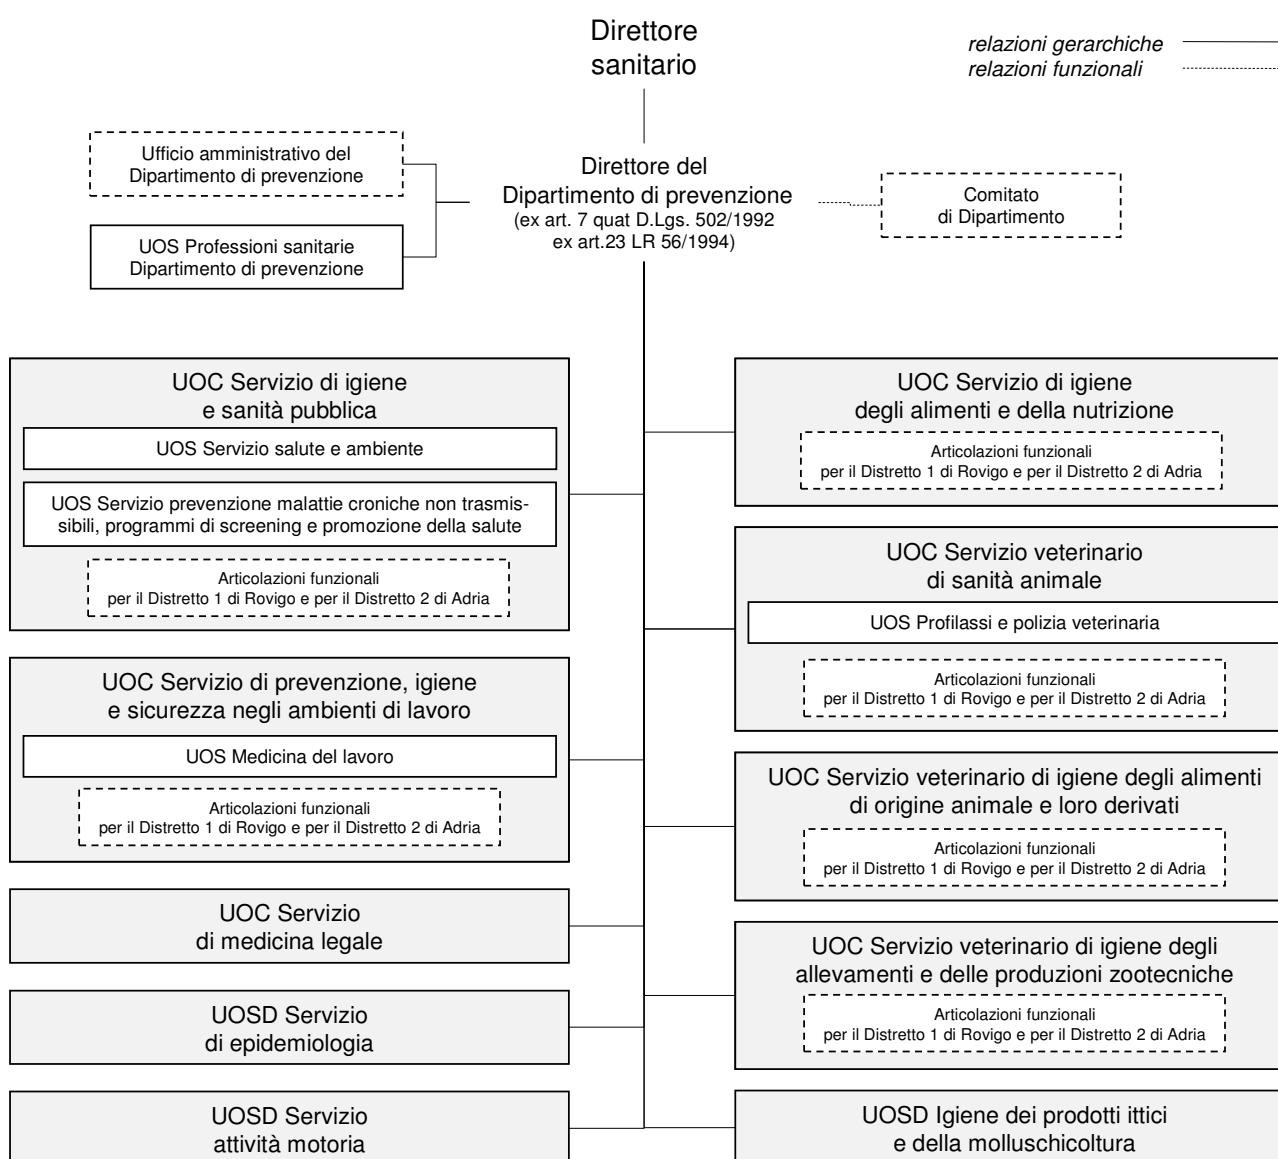 Direttore
sanitario
relazioni gerarchiche
relazioni funzionali
Ufficio amministrativo del
Dipartimento di prevenzione
UOS Professioni sanitarie
Dipartimento di prevenzione
Direttore del
Dipartimento di prevenzione
(ex art. 7 quat D.Lgs. 502/1992
ex art.23 LR 56/1994)
Comitato
di Dipartimento
UOC Servizio di igiene
e sanità pubblica
UOS Servizio salute e ambiente
UOS Servizio prevenzione malattie croniche non trasmis-
sibili, programmi di screening e promozione della salute
Articolazioni funzionali
per il Distretto 1 di Rovigo e per il Distretto 2 di Adria
UOC Servizio di prevenzione, igiene
e sicurezza negli ambienti di lavoro
UOS Medicina del lavoro
Articolazioni funzionali
per il Distretto 1 di Rovigo e per il Distretto 2 di Adria
UOC Servizio
di medicina legale
UOSD Servizio
di epidemiologia
UOSD Servizio
attività motoria
UOC Servizio di igiene
degli alimenti e della nutrizione
Articolazioni funzionali
per il Distretto 1 di Rovigo e per il Distretto 2 di Adria
UOC Servizio veterinario
di sanità animale
UOS Profilassi e polizia veterinaria
Articolazioni funzionali
per il Distretto 1 di Rovigo e per il Distretto 2 di Adria
UOC Servizio veterinario di igiene degli alimenti
di origine animale e loro derivati
Articolazioni funzionali
per il Distretto 1 di Rovigo e per il Distretto 2 di Adria
UOC Servizio veterinario di igiene degli
allevamenti e delle produzioni zootecniche
Articolazioni funzionali
per il Distretto 1 di Rovigo e per il Distretto 2 di Adria
UOSD Igiene dei prodotti ittici
e della molluschicoltura